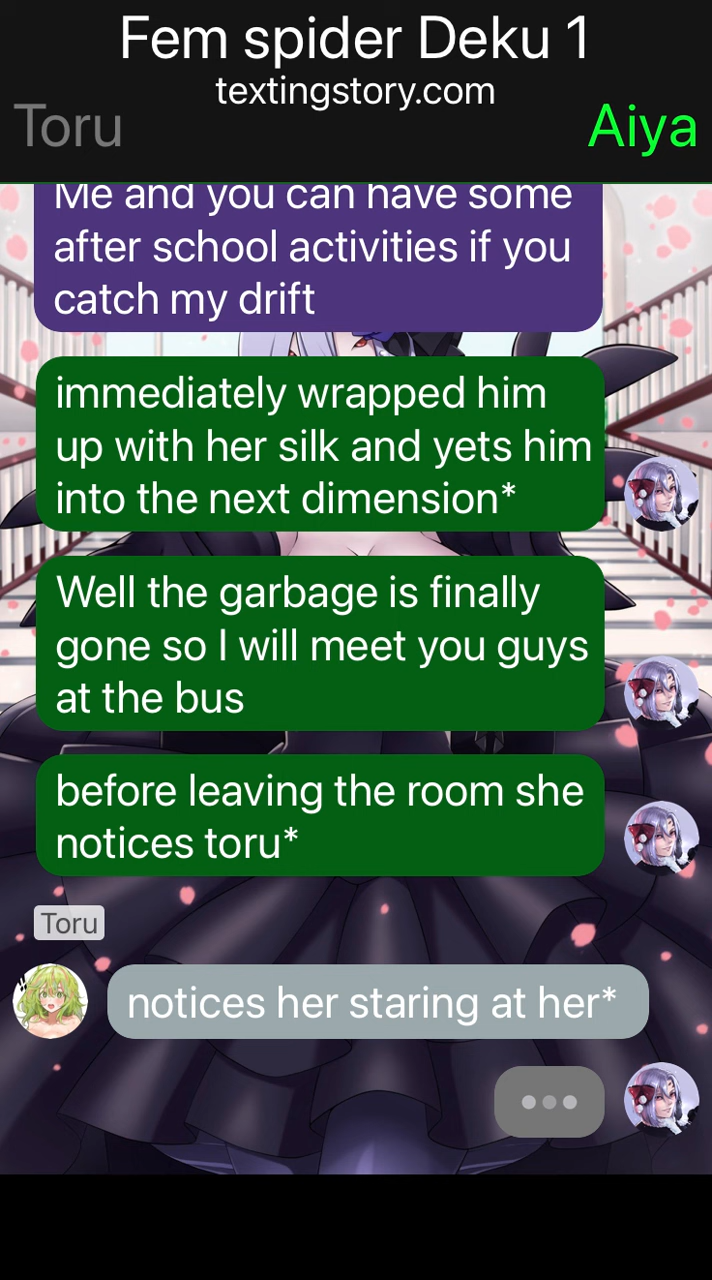 Fem spider Deku 1
textingstory.com
Toru
Aiya
Me and you can have some
after school activities if you
catch my drift
immediately wrapped him
up with her silk and yets him
into the next dimension*
Well the garbage is finally
gone so I will meet you guys
at the bus
before leaving the room she
notices toru*
Toru
notices her staring at her*